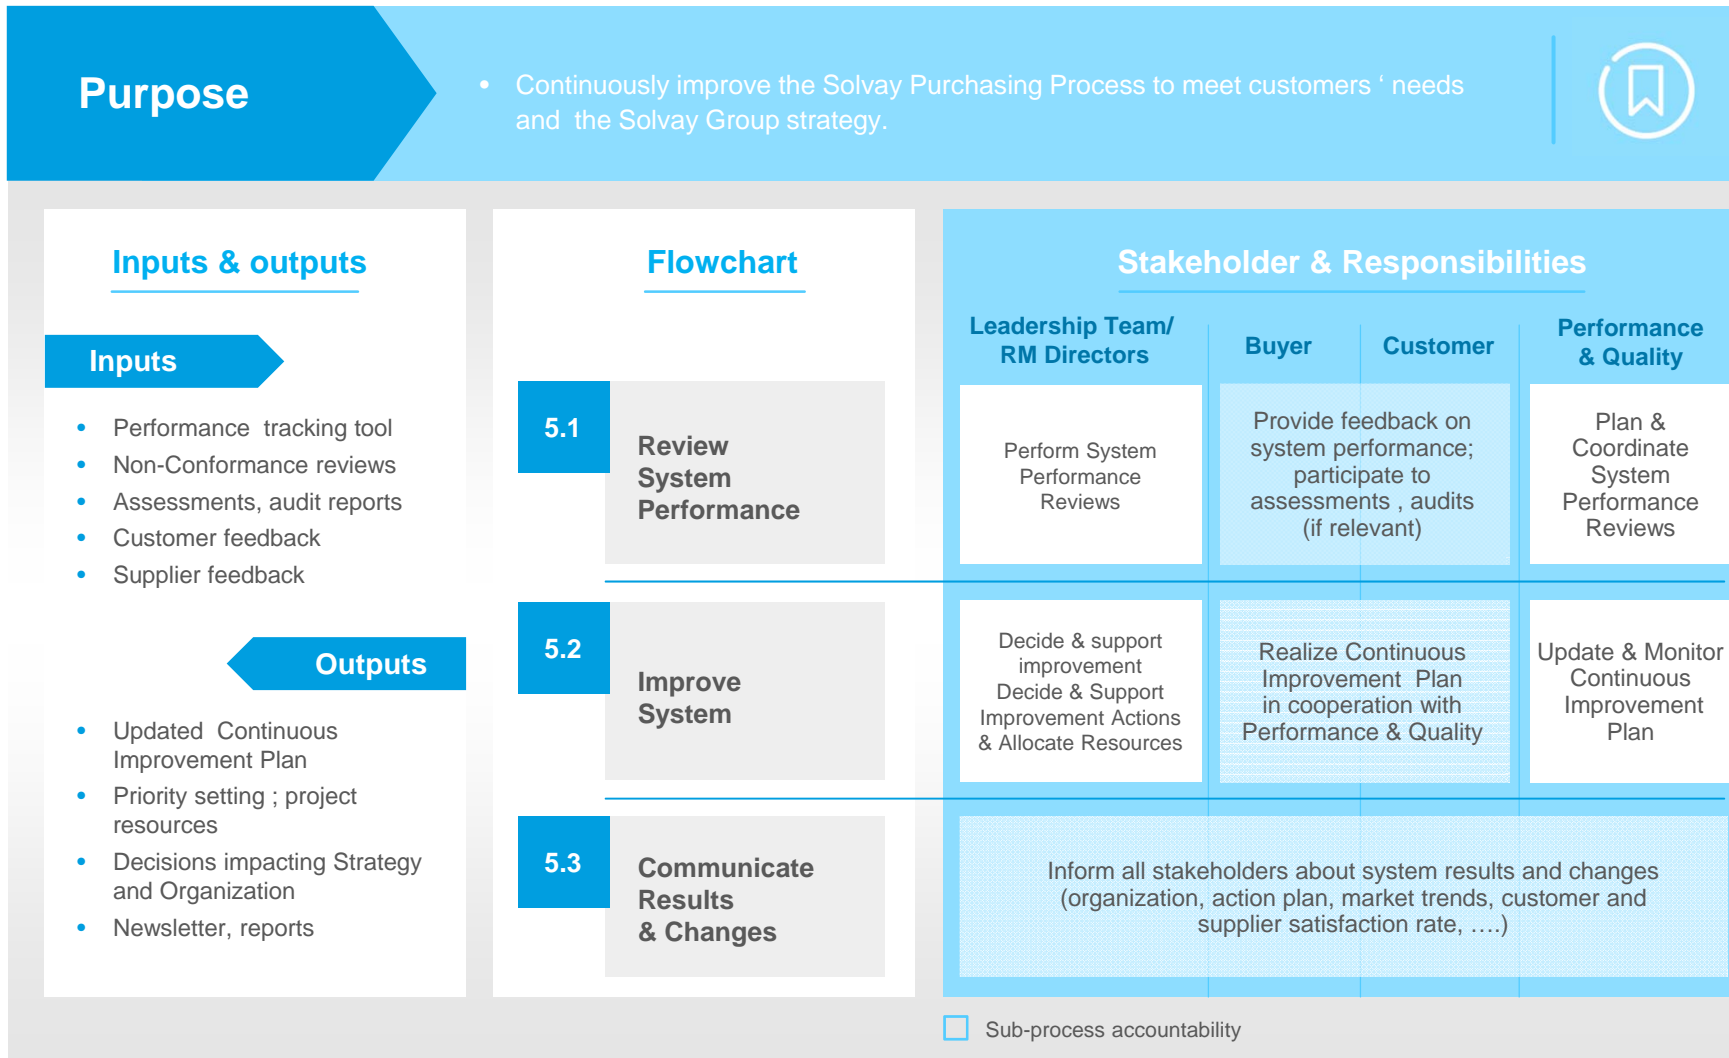 Purpose
• Continuously improve the Solvay Purchasing Process to meet customers ‘ needs
and the Solvay Group strategy.
Inputs & outputs
Inputs
• Performance tracking tool
• Non-Conformance reviews
• Assessments, audit reports
• Customer feedback
• Supplier feedback
Outputs
• Updated Continuous
Improvement Plan
• Priority setting ; project
resources
• Decisions impacting Strategy
and Organization
• Newsletter, reports
Flowchart
5.1
Review
System
Performance
5.2
Improve
System
5.3
Communicate
Results
& Changes
Stakeholder & Responsibilities
Leadership Team/
RM Directors
Buyer
Customer
Performance
& Quality
Perform System
Performance
Reviews
Provide feedback on
system performance;
participate to
assessments , audits
(if relevant)
Plan &
Coordinate
System
Performance
Reviews
Decide & support
improvement
Decide & Support
Improvement Actions
& Allocate Resources
Realize Continuous
Improvement Plan
in cooperation with
Performance & Quality
Update & Monitor
Continuous
Improvement
Plan
Inform all stakeholders about system results and changes
(organization, action plan, market trends, customer and
supplier satisfaction rate, ….)
Sub-process accountability